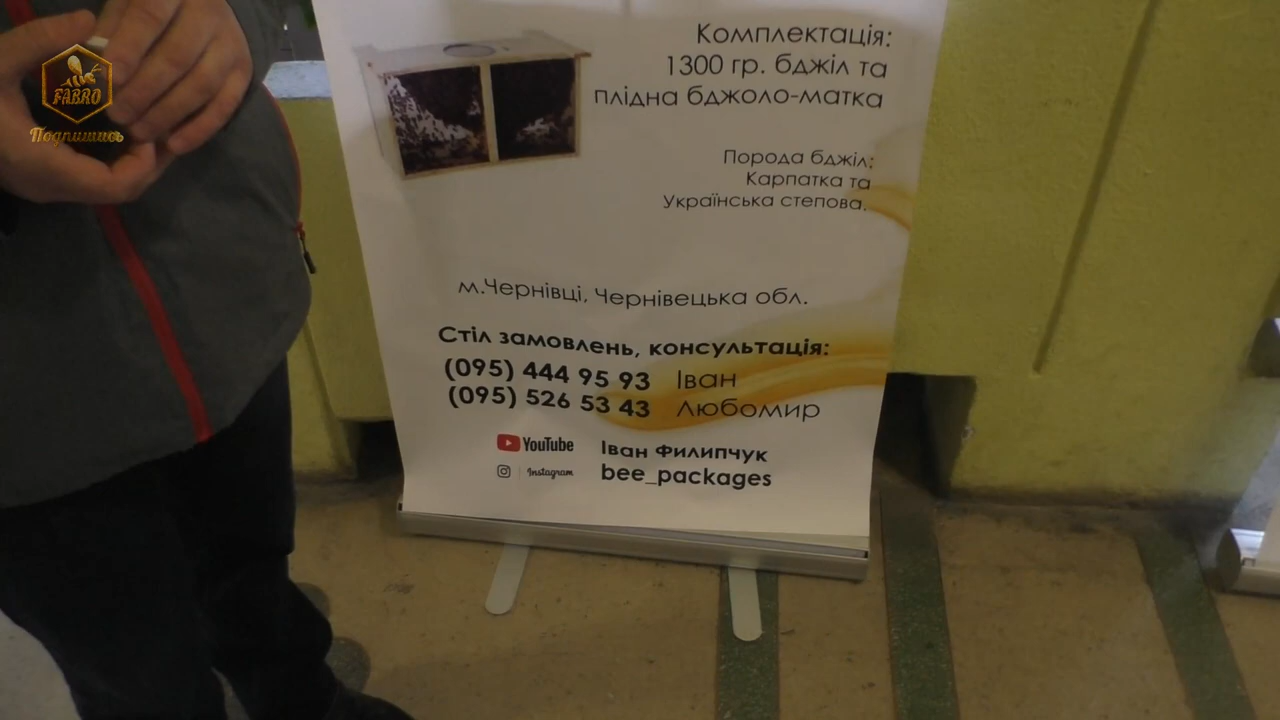 FABRO
Подпишись
Комплектація:
1300 гр. бджіл та
плідна бджоло-матка
Порода бджіл:
Карпатка та
Українська степова.
м.Чернівці, Чернівецька обл.
Стіл замовлень, консультація:
(095) 444 95 93 Іван
(095) 526 53 43 Любомир
YouTube Іван Филипчук
Instagram bee_packages